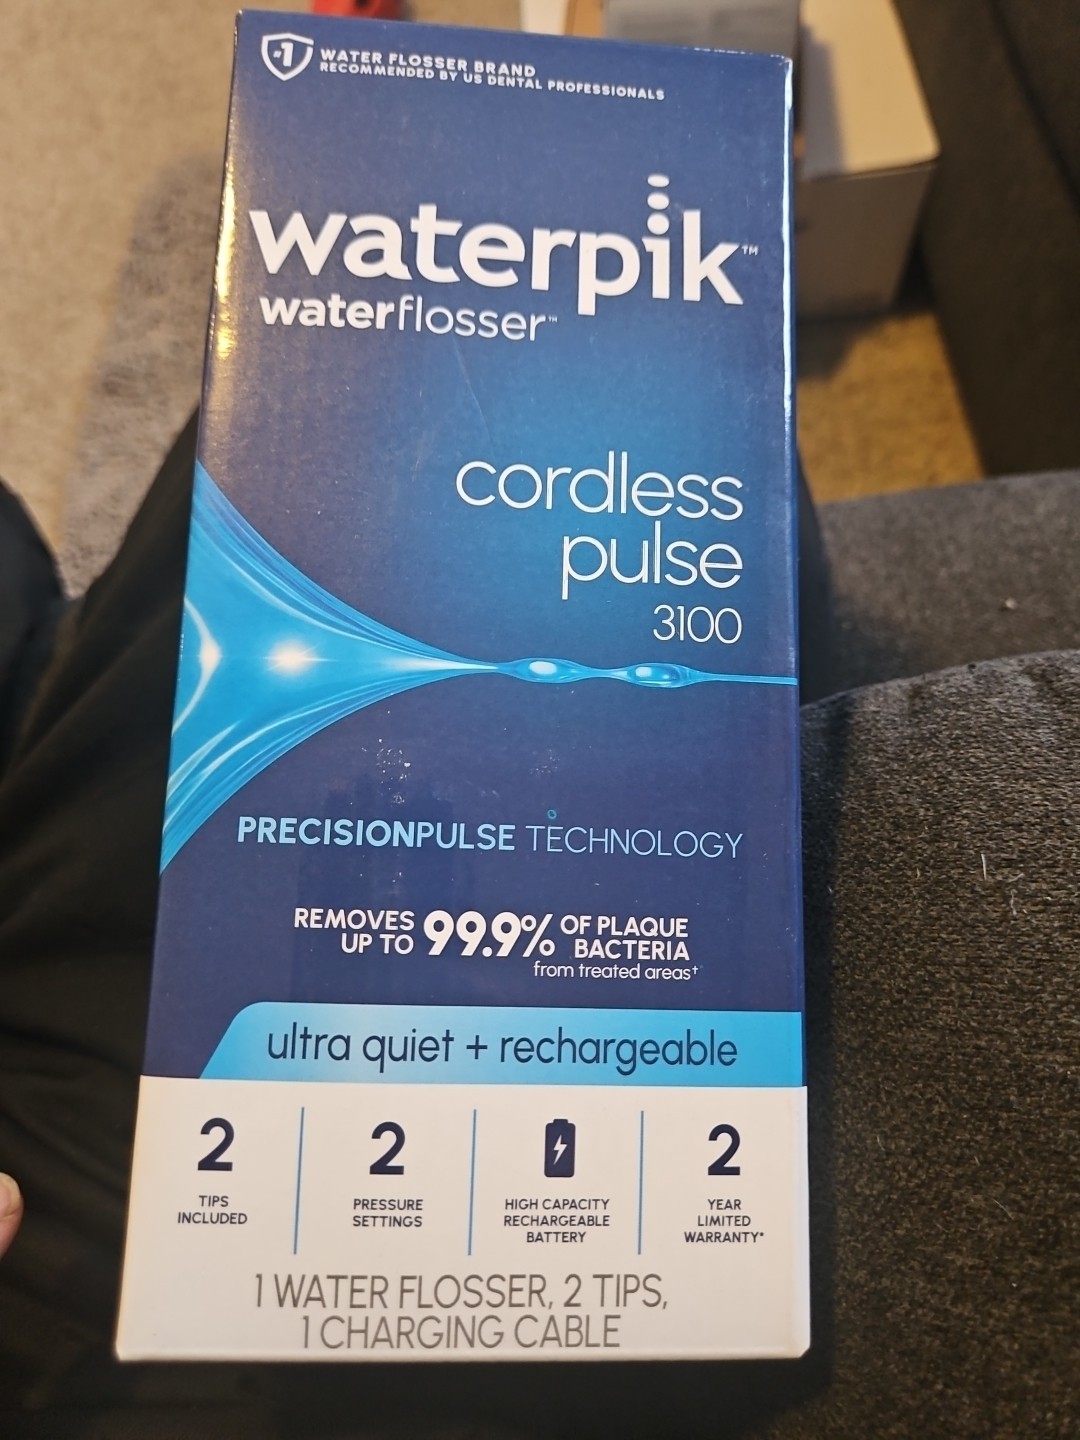 #1
WATER FLOSSER BRAND
RECOMMENDED BY US DENTAL PROFESSIONALS
waterpik™
waterflosser™
cordless
pulse
3100
PRECISIONPULSE TECHNOLOGY
REMOVES UP TO 99.9% OF PLAQUE BACTERIA
from treated areas†
ultra quiet + rechargeable
2
TIPS
INCLUDED
2
PRESSURE
SETTINGS
HIGH CAPACITY
RECHARGEABLE
BATTERY
2
YEAR
LIMITED
WARRANTY*
1 WATER FLOSSER, 2 TIPS,
1 CHARGING CABLE